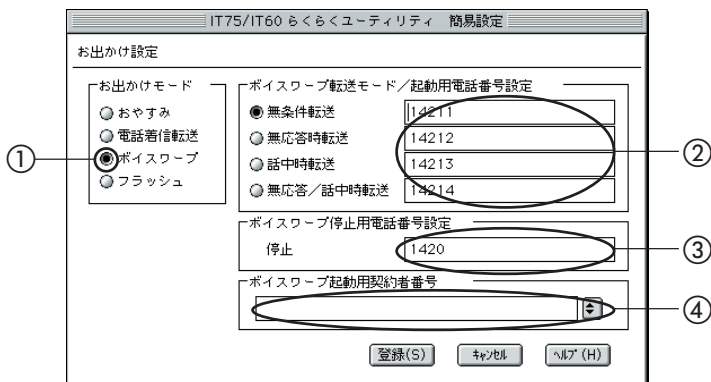 IT75/IT60 らくらくユーティリティ 簡易設定
お出かけ設定
お出かけモード
おやすみ
電話着信転送
① ボイスワープ
フラッシュ
ボイスワープ転送モード/起動用電話番号設定
無条件転送 14211
無応答時転送 14212
話中時転送 14213
無応答/話中時転送 14214
②
ボイスワープ停止用電話番号設定
停止 1420 ③
ボイスワープ起動用契約者番号
④
登録(S) キャンセル ヘルプ(H)